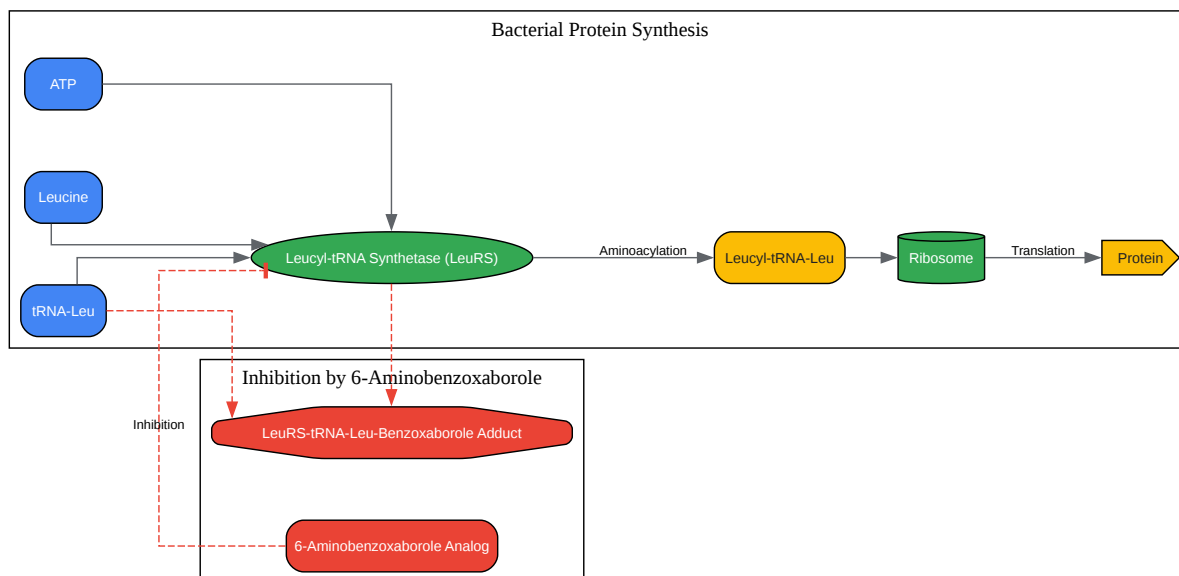 Bacterial Protein Synthesis
ATP
Leucine
Leucyl-tRNA Synthetase (LeuRS)
Aminoacylation
Leucyl-tRNA-Leu
Ribosome
Translation
Protein
tRNA-Leu
Inhibition by 6-Aminobenzoxaborole
Inhibition
LeuRS-tRNA-Leu-Benzoxaborole Adduct
6-Aminobenzoxaborole Analog